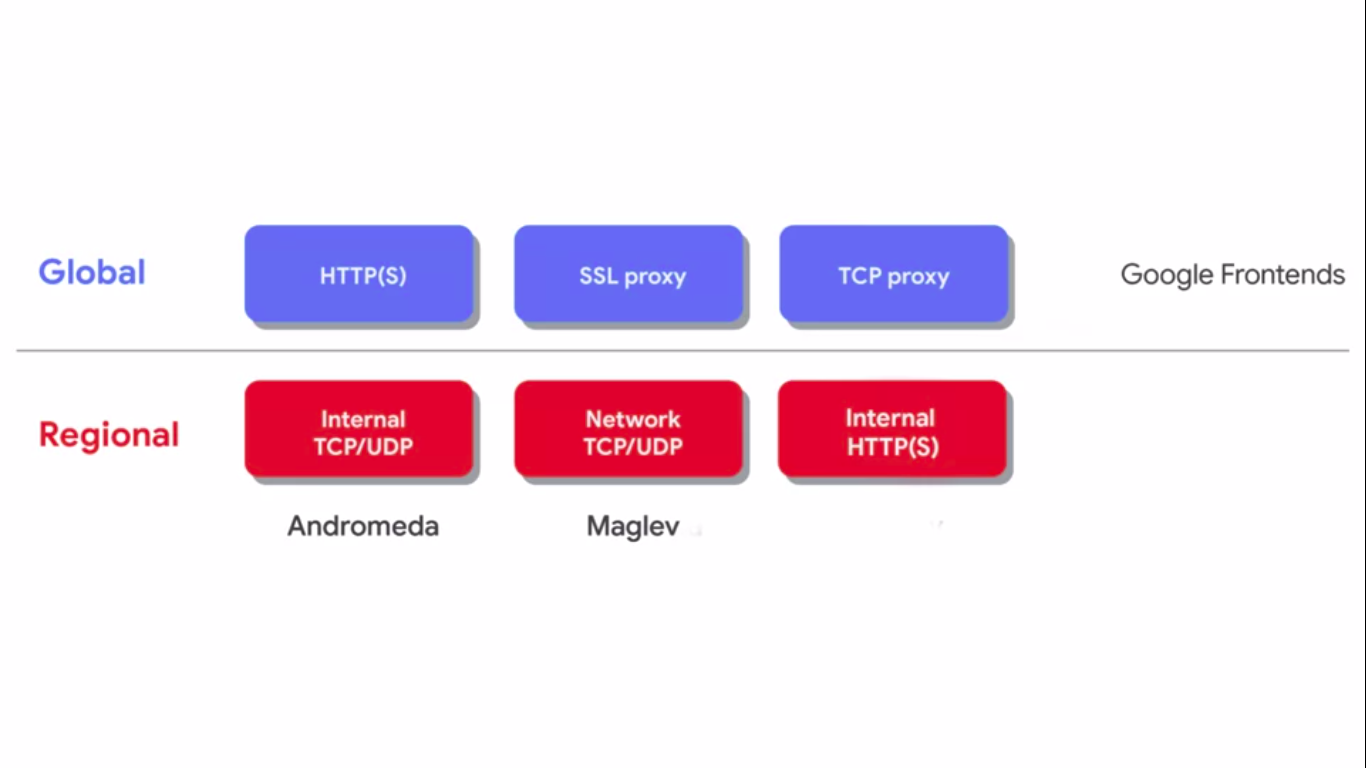 Global
HTTP(S)
SSL proxy
TCP proxy
Google Frontends
Regional
Internal
TCP/UDP
Network
TCP/UDP
Internal
HTTP(S)
Andromeda
Maglev